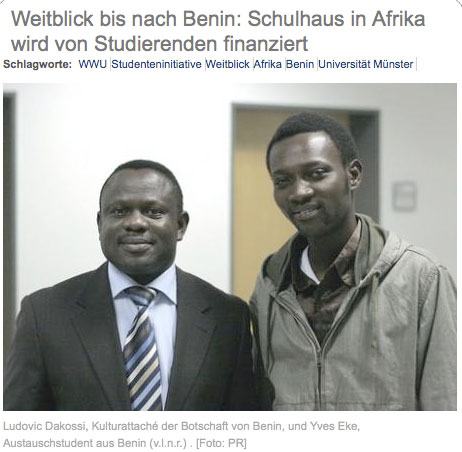 Weitblick bis nach Benin: Schulhaus in Afrika
wird von Studierenden finanziert
Schlagworte: WWU Studenteninitiative Weitblick Afrika Benin Universität Münster
Ludovic Dakossi, Kulturattaché der Botschaft von Benin, und Yves Eke,
Austauschstudent aus Benin (v.l.n.r.) . [Foto: PR]